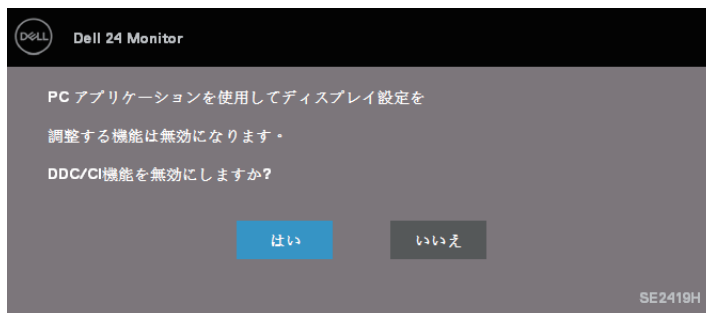 DELL
Dell 24 Monitor
PC アプリケーションを使用してディスプレイ設定を
調整する機能は無効になります。
DDC/CI機能を無効にしますか?
はい
いいえ
SE2419H